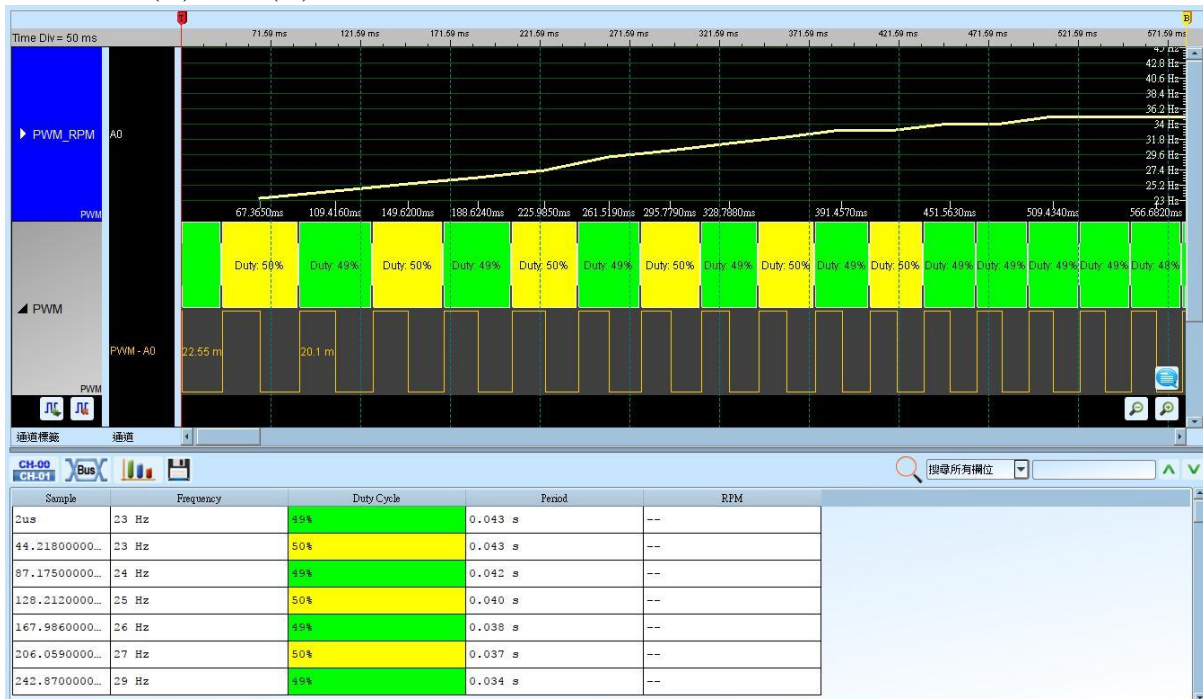 T B
Time Div = 50 ms 71.59 ms 121.59 ms 171.59 ms 221.59 ms 271.59 ms 321.59 ms 371.59 ms 421.59 ms 471.59 ms 521.59 ms 571.59 ms
45 Hz
42.8 Hz
40.6 Hz
38.4 Hz
36.2 Hz
PWM_RPM A0 34 Hz
31.8 Hz
29.6 Hz
27.4 Hz
25.2 Hz
23 Hz
PWM 67.3650ms 109.4160ms 149.6200ms 188.6240ms 225.9850ms 261.5190ms 295.7790ms 328.7880ms 391.4570ms 451.5630ms 509.4340ms 566.6820ms
Duty: 50% Duty: 49% Duty: 50% Duty: 49% Duty: 50% Duty: 49% Duty: 50% Duty: 49% Duty: 50% Duty: 49% Duty: 50% Duty: 49% Duty: 49% Duty: 49% Duty: 49% Duty: 48%
PWM
PWM - A0 22.55 m 20.1 m
PWM
通道標籤 通道
CH-00
CH-01 Bus 搜尋所有欄位
Sample Frequency Duty Cycle Period RPM
2us 23 Hz 49% 0.043 s --
44.21800000... 23 Hz 50% 0.043 s --
87.17500000... 24 Hz 49% 0.042 s --
128.2120000... 25 Hz 50% 0.040 s --
167.9860000... 26 Hz 49% 0.038 s --
206.0590000... 27 Hz 50% 0.037 s --
242.8700000... 29 Hz 49% 0.034 s --